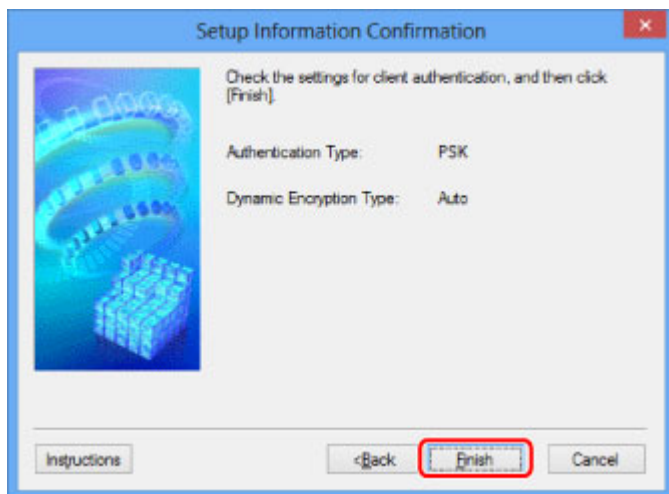 Setup Information Confirmation
Check the settings for client authentication, and then click
[Finish].
Authentication Type: PSK
Dynamic Encryption Type: Auto
Instructions <Back Finish Cancel